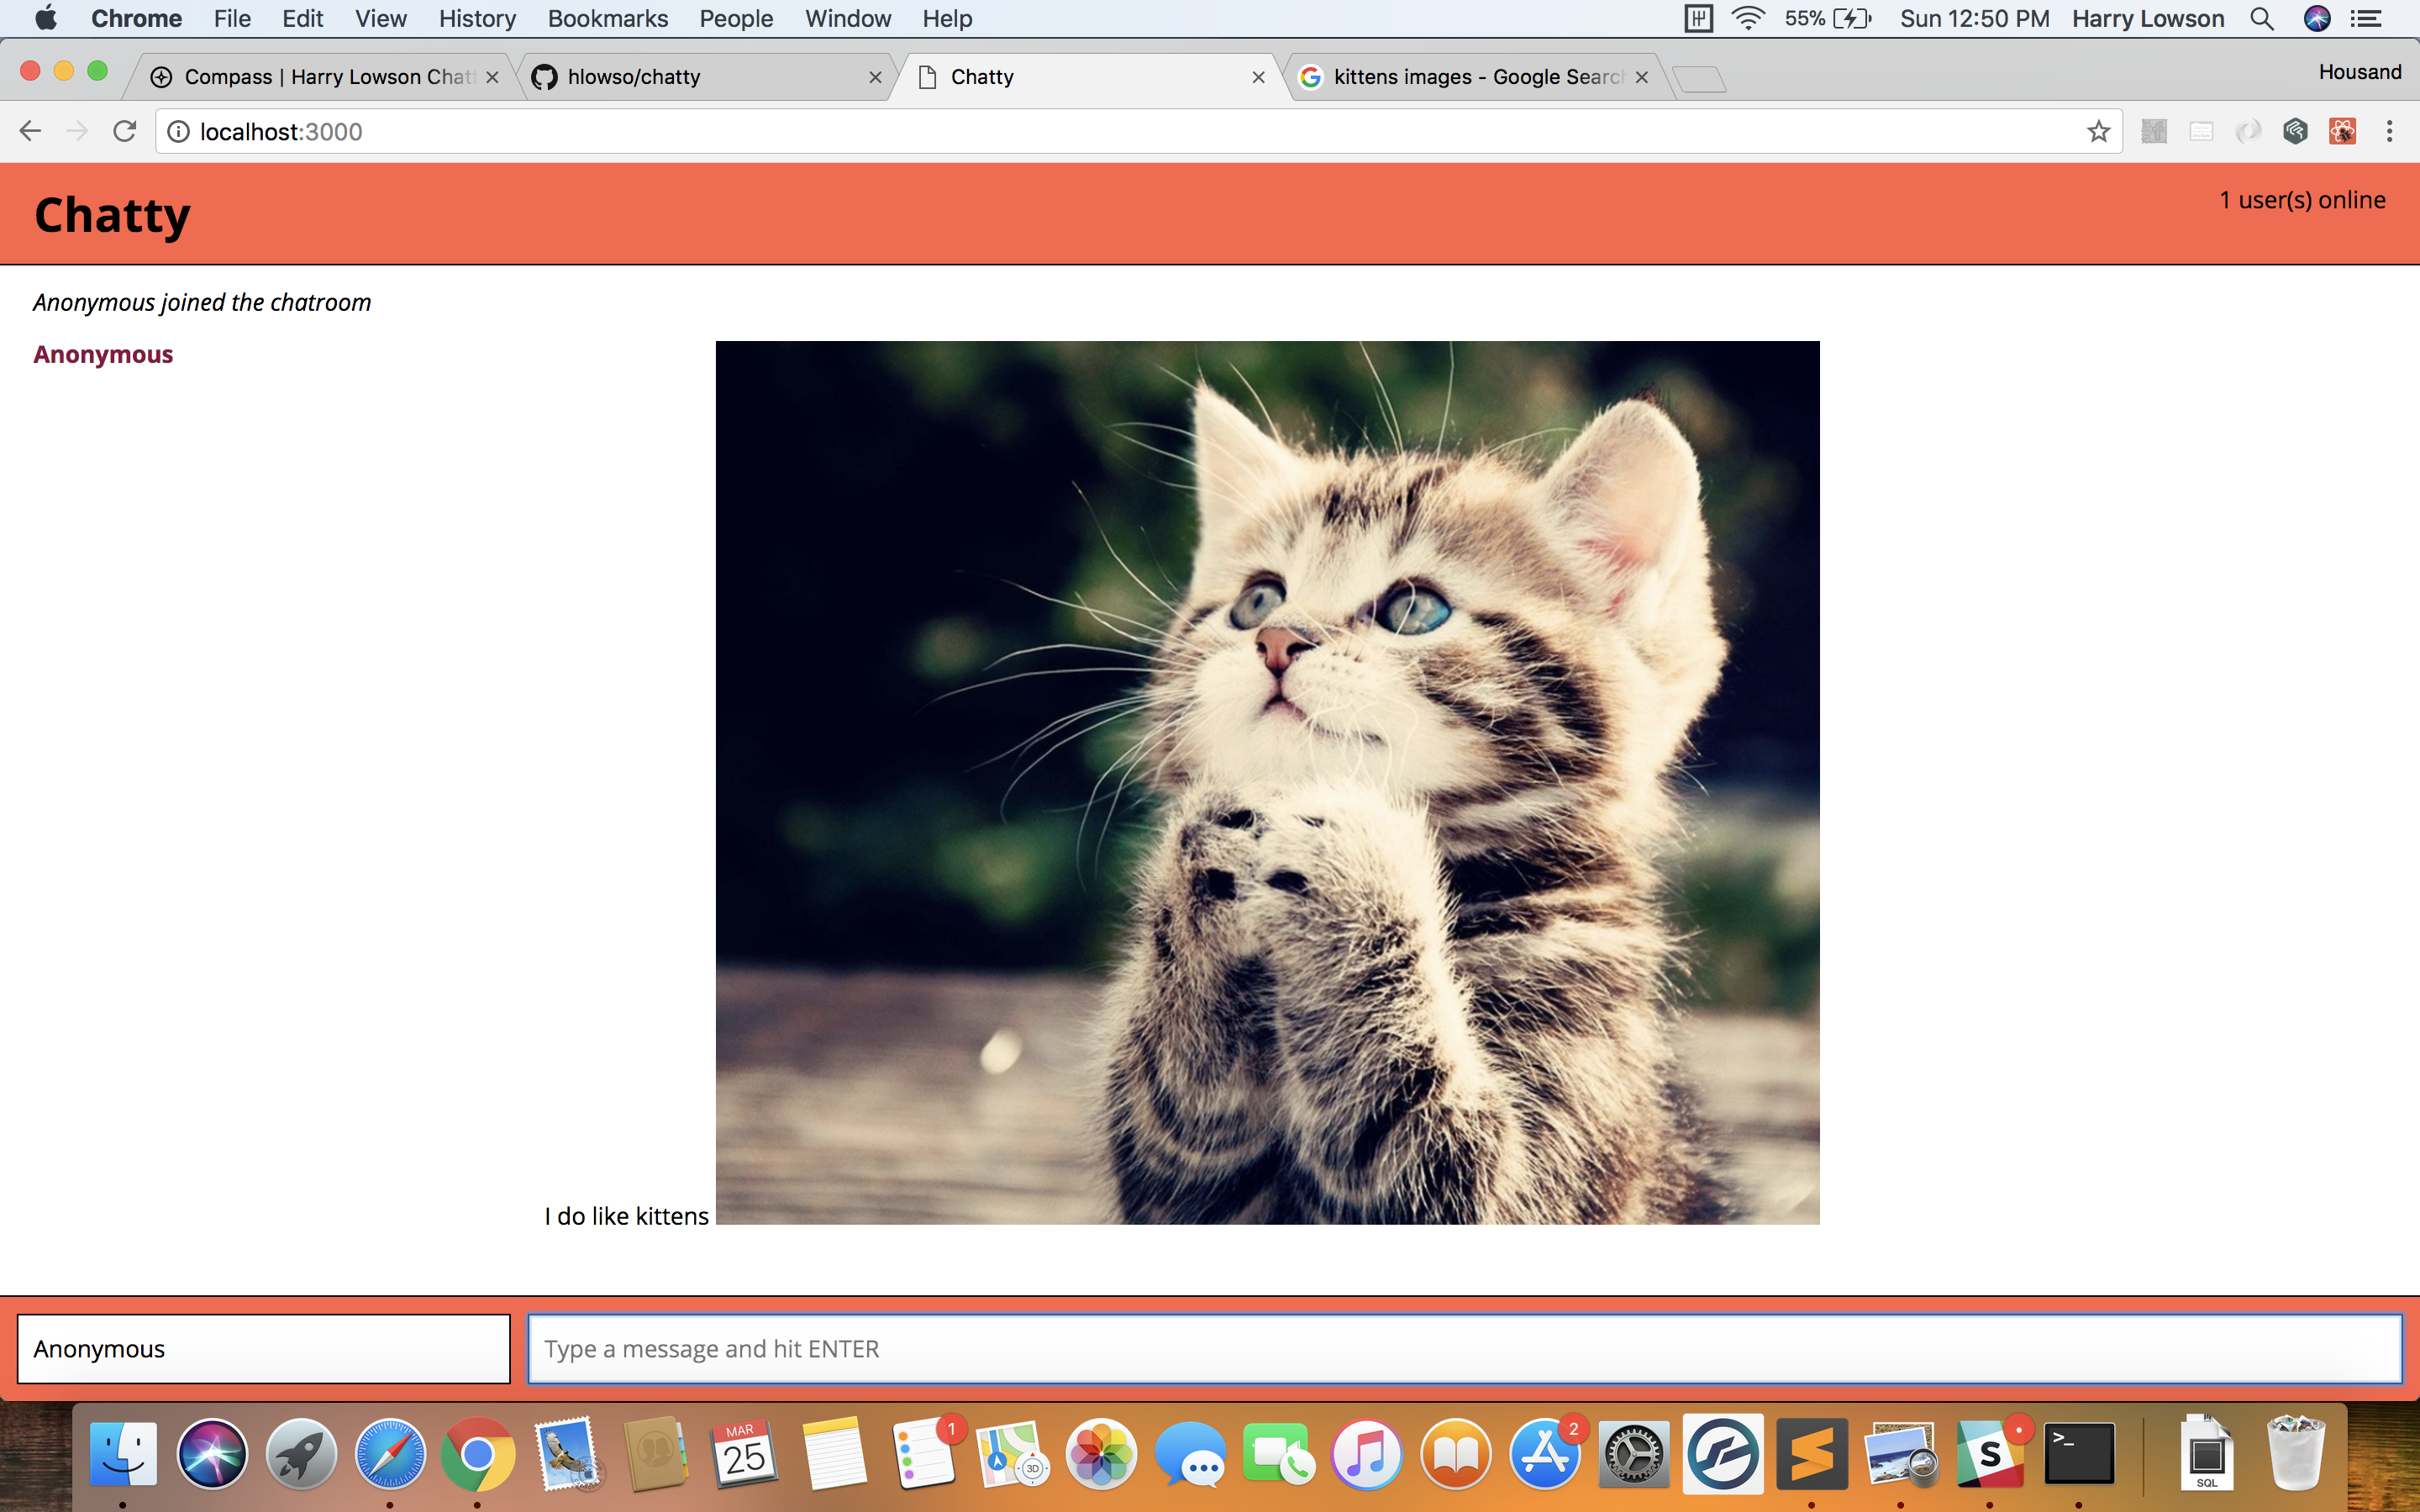 Chrome File Edit View History Bookmarks People Window Help 55% Sun 12:50 PM Harry Lowson
Compass | Harry Lowson Chat hlowso/chatty Chatty kittens images - Google Search Housand
localhost:3000
Chatty 1 user(s) online
Anonymous joined the chatroom
Anonymous
I do like kittens
Anonymous Type a message and hit ENTER
MAR 1 2
25 3D S >_
SQL